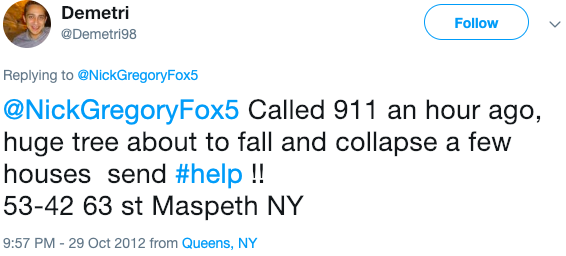 Demetri
@Demetri98
Follow
Replying to @NickGregoryFox5
@NickGregoryFox5 Called 911 an hour ago,
huge tree about to fall and collapse a few
houses  send #help !!
53-42 63 st Maspeth NY
9:57 PM - 29 Oct 2012 from Queens, NY